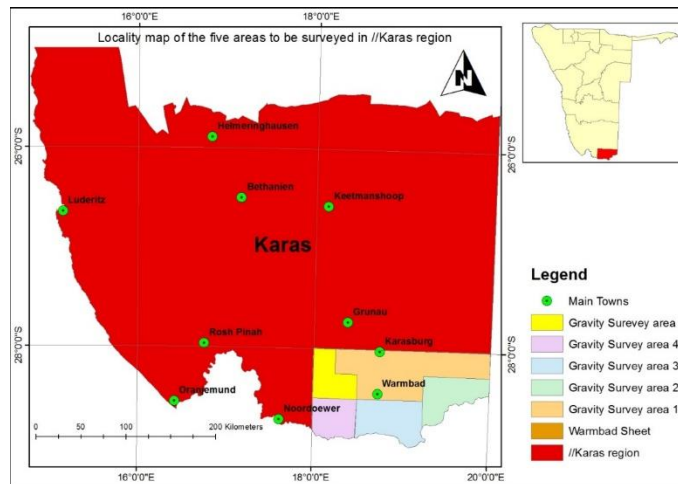 16°0'0"E
18°0'0"E
Locality map of the five areas to be surveyed in //Karas region
N
26°0'0"S
26°0'0"S
Helmeringhausen
Bethanien
Keetmanshoop
Luderitz
Karas
Grunau
Rosh Pinah
Karasburg
28°0'0"S
28°0'0"S
Warmbad
Oranjemund
Noordoewer
0 50 100 200 Kilometers
16°0'0"E
18°0'0"E
20°0'0"E
Legend
Main Towns
Gravity Surevey area
Gravity Survey area 4
Gravity Survey area 3
Gravity Survey area 2
Gravity Survey area 1
Warmbad Sheet
//Karas region